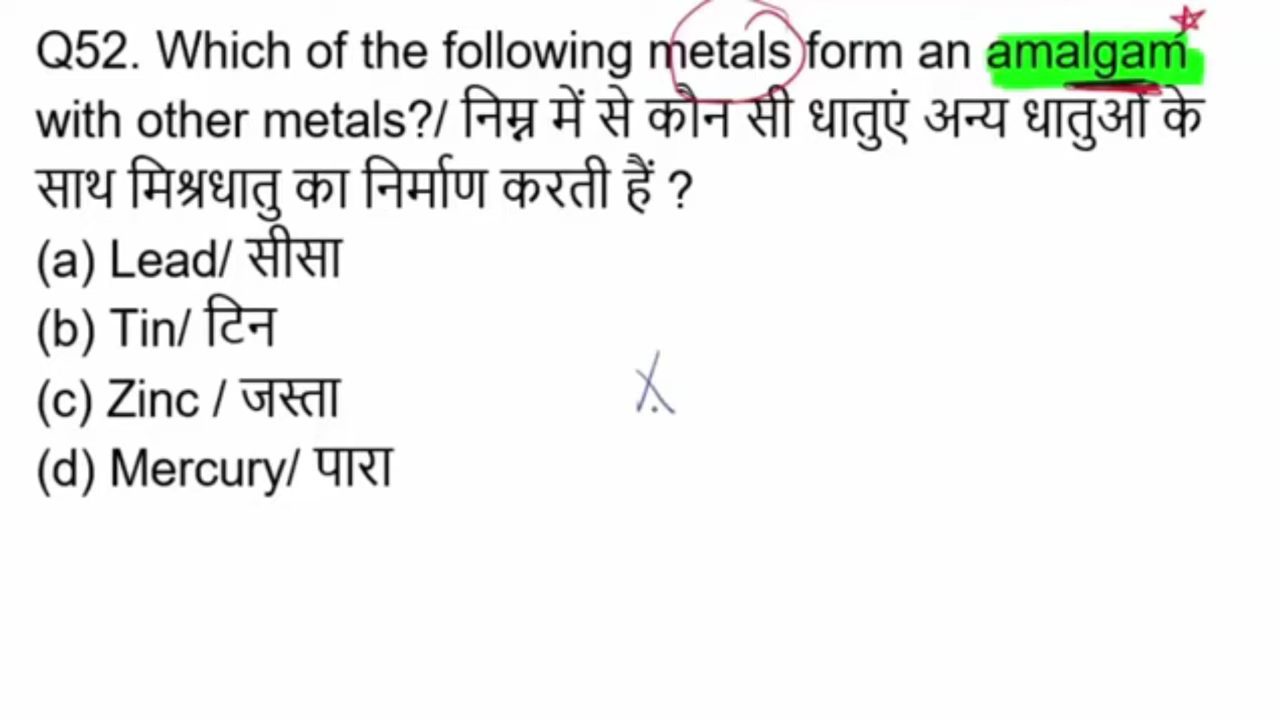 Q52. Which of the following metals form an amalgam
with other metals?/ निम्न में से कौन सी धातुएं अन्य धातुओं के
साथ मिश्रधातु का निर्माण करती हैं ?
(a) Lead/ सीसा
(b) Tin/ टिन
(c) Zinc / जस्ता
(d) Mercury/ पारा